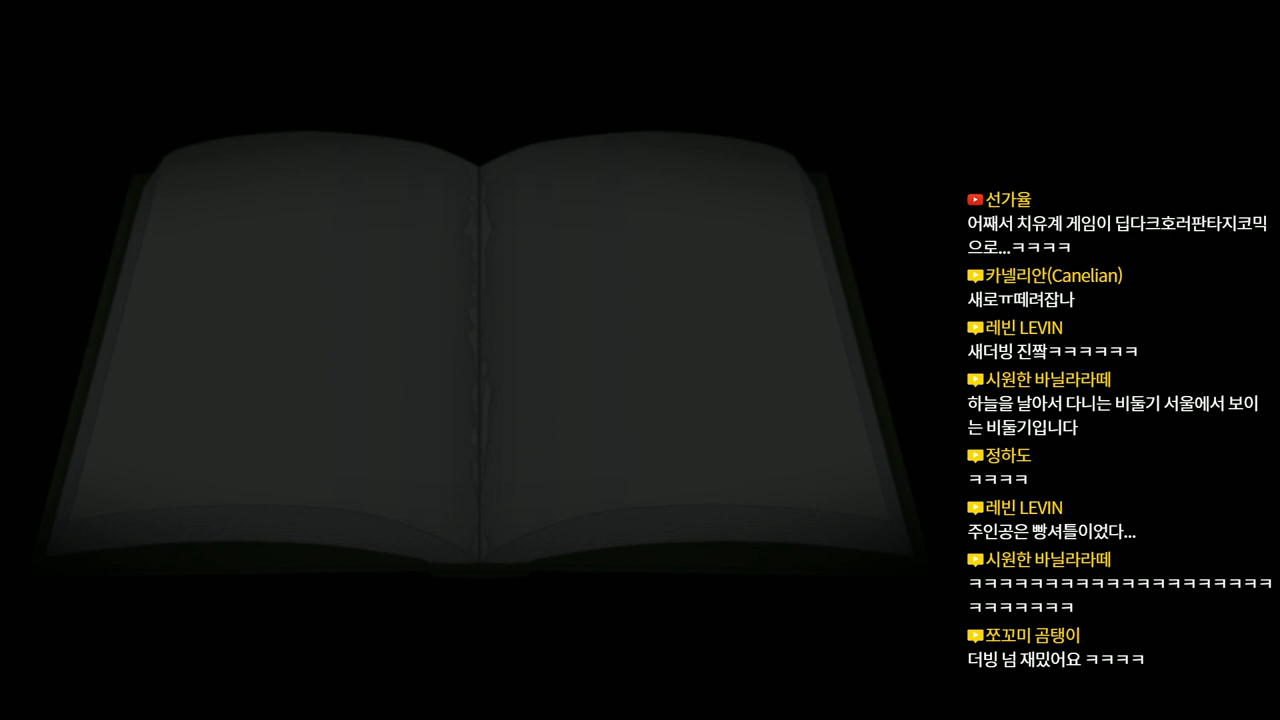 선가율
어째서 치유계 게임이 딥다크호러판타지코믹
으로...ㅋㅋㅋㅋ
카넬리안(Canelian)
새로ㅠ떼려잡나
레빈 LEVIN
새더빙 진짴ㅋㅋㅋㅋㅋㅋ
시원한 바닐라라떼
하늘을 날아서 다니는 비둘기 서울에서 보이
는 비둘기입니다
정하도
ㅋㅋㅋㅋ
레빈 LEVIN
주인공은 빵셔틀이었다...
시원한 바닐라라떼
ㅋㅋㅋㅋㅋㅋㅋㅋㅋㅋㅋㅋㅋㅋㅋㅋㅋㅋㅋㅋ
ㅋㅋㅋㅋㅋㅋㅋ
쪼꼬미 곰탱이
더빙 넘 재밌어요 ㅋㅋㅋㅋ